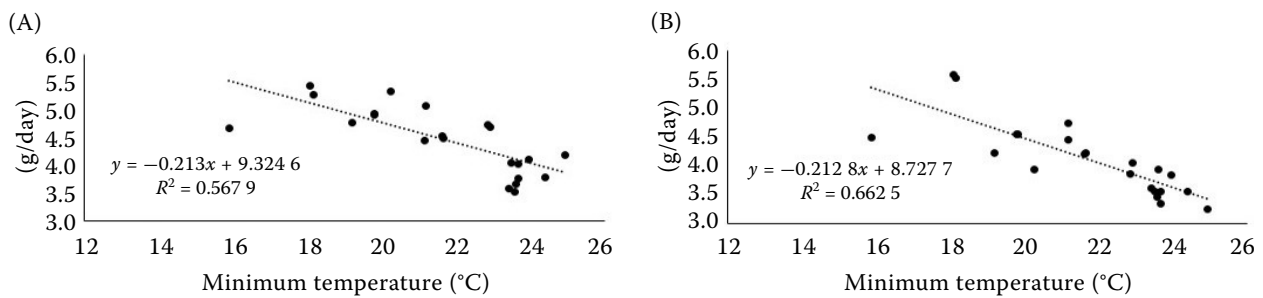 (A)
6.0
5.5
5.0
4.5
4.0
3.5
3.0
(g/day)
y = −0.213x + 9.324 6
R² = 0.567 9
12 14 16 18 20 22 24 26
Minimum temperature (°C)
(B)
6.0
5.5
5.0
4.5
4.0
3.5
3.0
(g/day)
y = −0.212 8x + 8.727 7
R² = 0.662 5
12 14 16 18 20 22 24 26
Minimum temperature (°C)